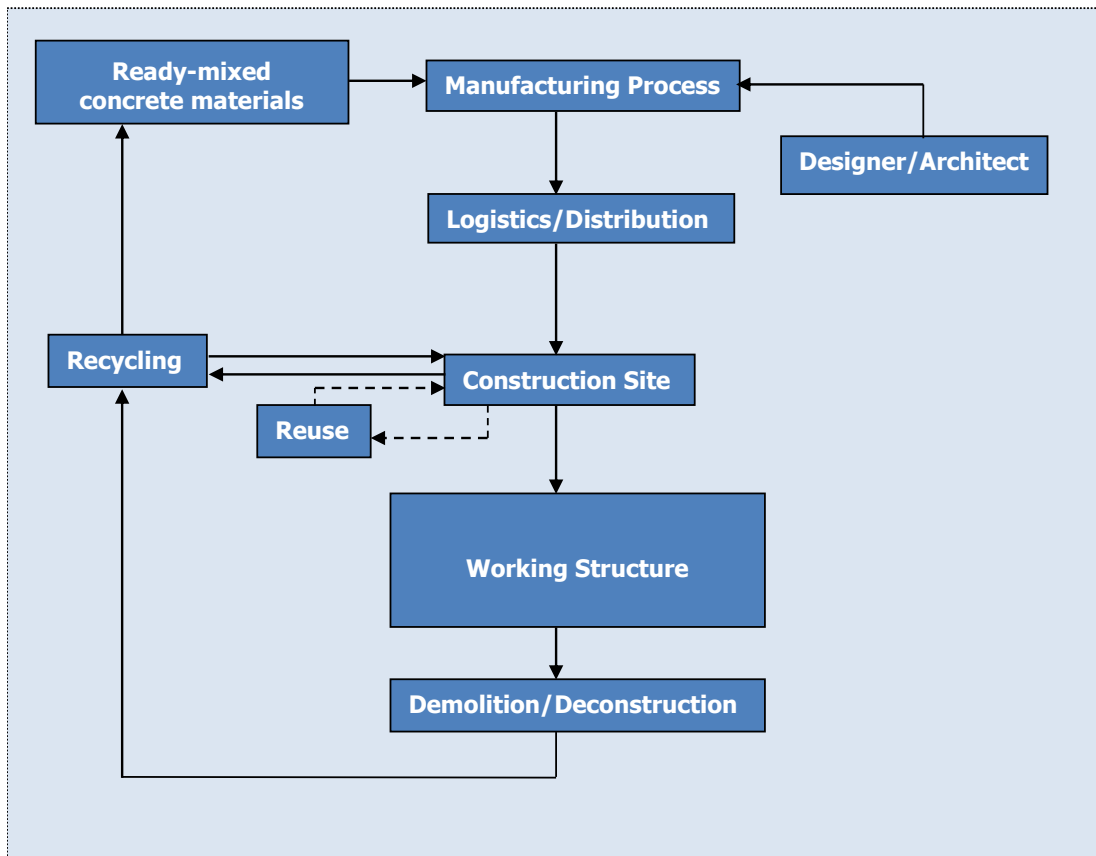 Ready-mixed
concrete materials
Manufacturing Process
Designer/Architect
Logistics/Distribution
Recycling
Construction Site
Reuse
Working Structure
Demolition/Deconstruction